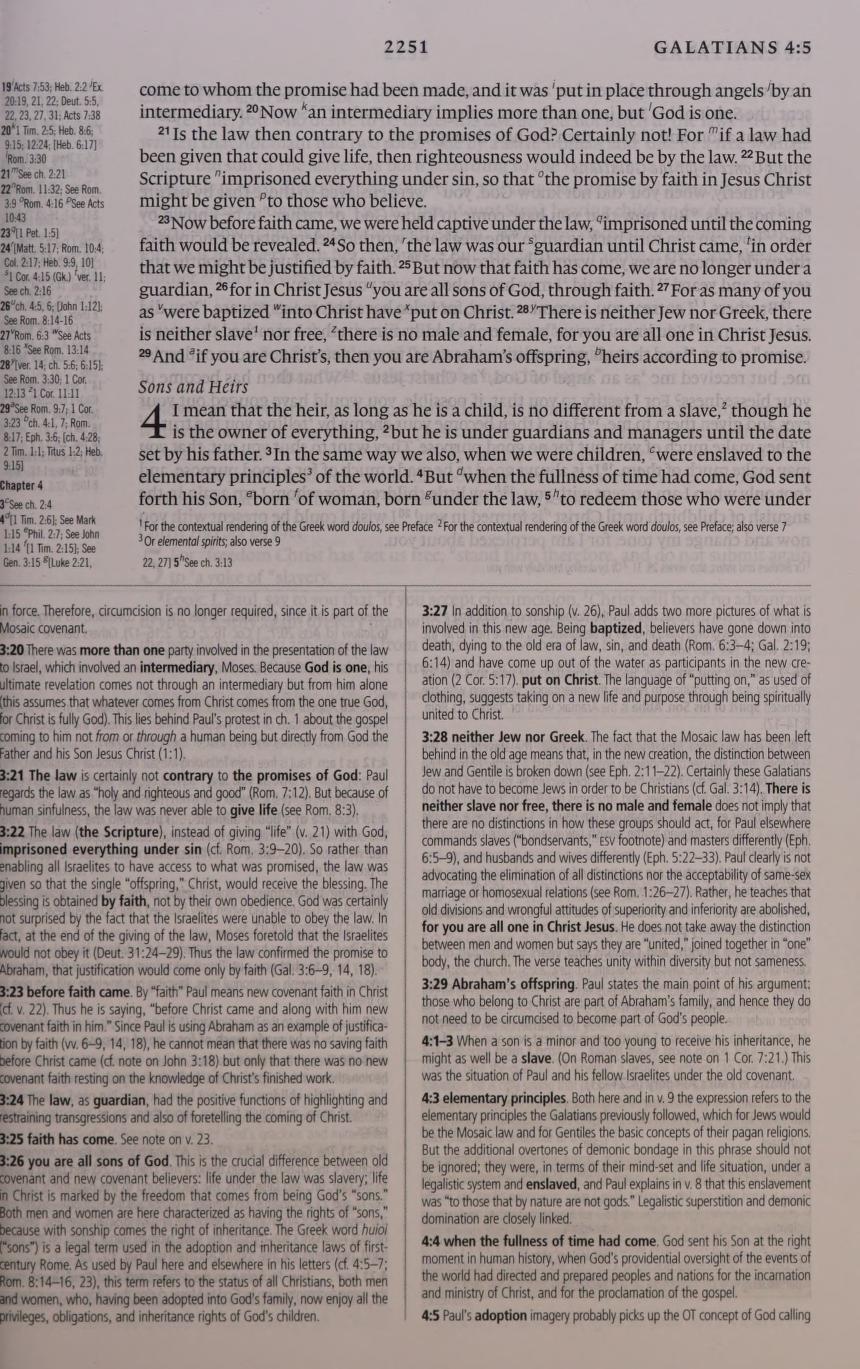 2251
GALATIANS 4:5
19 iActs 7:53; Heb. 2:2 jEx.
20:19, 21, 22; Deut. 5:5,
22, 23, 27, 31; Acts 7:38
20 k1 Tim. 2:5; Heb. 8:6;
9:15; 12:24; [Heb. 6:17]
lRom. 3:30
21 mSee ch. 2:21
22 nRom. 11:32; See Rom.
3:9 oRom. 4:16 pSee Acts
10:43
23 q[1 Pet. 1:5]
24 r[Matt. 5:17; Rom. 10:4;
Col. 2:17; Heb. 9:9, 10]
s1 Cor. 4:15 (Gk.) tver. 11;
See ch. 2:16
26 uch. 4:5, 6; [John 1:12];
See Rom. 8:14-16
27 vRom. 6:3 wSee Acts
8:16 xSee Rom. 13:14
28 y[ver. 14; ch. 5:6; 6:15];
See Rom. 3:30; 1 Cor.
12:13 z1 Cor. 11:11
29 aSee Rom. 9:7; 1 Cor.
3:23 bch. 4:1, 7; Rom.
8:17; Eph. 3:6; [ch. 4:28;
2 Tim. 1:1; Titus 1:2; Heb.
9:15]
Chapter 4
3 cSee ch. 2:4
4 d[1 Tim. 2:6]; See Mark
1:15 ePhil. 2:7; See John
1:14 f[1 Tim. 2:15]; See
Gen. 3:15 g[Luke 2:21,
come to whom the promise had been made, and it was iput in place through angels jby an
intermediary. 20 Now kan intermediary implies more than one, but lGod is one.
21 Is the law then contrary to the promises of God? Certainly not! For mif a law had
been given that could give life, then righteousness would indeed be by the law. 22 But the
Scripture nimprisoned everything under sin, so that othe promise by faith in Jesus Christ
might be given pto those who believe.
23 Now before faith came, we were held captive under the law, qimprisoned until the coming
faith would be revealed. 24 So then, rthe law was our sguardian until Christ came, tin order
that we might be justified by faith. 25 But now that faith has come, we are no longer under a
guardian, 26 for in Christ Jesus uyou are all sons of God, through faith. 27 For as many of you
as vwere baptized winto Christ have xput on Christ. 28 yThere is neither Jew nor Greek, there
is neither slave1 nor free, zthere is no male and female, for you are all one in Christ Jesus.
29 And aif you are Christ's, then you are Abraham's offspring, bheirs according to promise.
Sons and Heirs
4 I mean that the heir, as long as he is a child, is no different from a slave,2 though he
is the owner of everything, 2 but he is under guardians and managers until the date
set by his father. 3 In the same way we also, when we were children, cwere enslaved to the
elementary principles3 of the world. 4 But dwhen the fullness of time had come, God sent
forth his Son, eborn fof woman, born gunder the law, 5 hto redeem those who were under
1 For the contextual rendering of the Greek word doulos, see Preface 2 For the contextual rendering of the Greek word doulos, see Preface; also verse 7
3 Or elemental spirits; also verse 9
22, 27] 5 hSee ch. 3:13
in force. Therefore, circumcision is no longer required, since it is part of the
Mosaic covenant.
3:20 There was more than one party involved in the presentation of the law
to Israel, which involved an intermediary, Moses. Because God is one, his
ultimate revelation comes not through an intermediary but from him alone
(this assumes that whatever comes from Christ comes from the one true God,
for Christ is fully God). This lies behind Paul's protest in ch. 1 about the gospel
coming to him not from or through a human being but directly from God the
Father and his Son Jesus Christ (1:1).
3:21 The law is certainly not contrary to the promises of God: Paul
regards the law as "holy and righteous and good" (Rom. 7:12). But because of
human sinfulness, the law was never able to give life (see Rom. 8:3).
3:22 The law (the Scripture), instead of giving "life" (v. 21) with God,
imprisoned everything under sin (cf. Rom. 3:9–20). So rather than
enabling all Israelites to have access to what was promised, the law was
given so that the single "offspring," Christ, would receive the blessing. The
blessing is obtained by faith, not by their own obedience. God was certainly
not surprised by the fact that the Israelites were unable to obey the law. In
fact, at the end of the giving of the law, Moses foretold that the Israelites
would not obey it (Deut. 31:24–29). Thus the law confirmed the promise to
Abraham, that justification would come only by faith (Gal. 3:6–9, 14, 18).
3:23 before faith came. By "faith" Paul means new covenant faith in Christ
(cf. v. 22). Thus he is saying, "before Christ came and along with him new
covenant faith in him." Since Paul is using Abraham as an example of justifica-
tion by faith (vv. 6–9, 14, 18), he cannot mean that there was no saving faith
before Christ came (cf. note on John 3:18) but only that there was no new
covenant faith resting on the knowledge of Christ's finished work.
3:24 The law, as guardian, had the positive functions of highlighting and
restraining transgressions and also of foretelling the coming of Christ.
3:25 faith has come. See note on v. 23.
3:26 you are all sons of God. This is the crucial difference between old
covenant and new covenant believers: life under the law was slavery; life
in Christ is marked by the freedom that comes from being God's "sons."
Both men and women are here characterized as having the rights of "sons,"
because with sonship comes the right of inheritance. The Greek word huioi
("sons") is a legal term used in the adoption and inheritance laws of first-
century Rome. As used by Paul here and elsewhere in his letters (cf. 4:5–7;
Rom. 8:14–16, 23), this term refers to the status of all Christians, both men
and women, who, having been adopted into God's family, now enjoy all the
privileges, obligations, and inheritance rights of God's children.
3:27 In addition to sonship (v. 26), Paul adds two more pictures of what is
involved in this new age. Being baptized, believers have gone down into
death, dying to the old era of law, sin, and death (Rom. 6:3–4; Gal. 2:19;
6:14) and have come up out of the water as participants in the new cre-
ation (2 Cor. 5:17). put on Christ. The language of "putting on," as used of
clothing, suggests taking on a new life and purpose through being spiritually
united to Christ.
3:28 neither Jew nor Greek. The fact that the Mosaic law has been left
behind in the old age means that, in the new creation, the distinction between
Jew and Gentile is broken down (see Eph. 2:11–22). Certainly these Galatians
do not have to become Jews in order to be Christians (cf. Gal. 3:14). There is
neither slave nor free, there is no male and female does not imply that
there are no distinctions in how these groups should act, for Paul elsewhere
commands slaves ("bondservants," ESV footnote) and masters differently (Eph.
6:5–9), and husbands and wives differently (Eph. 5:22–33). Paul clearly is not
advocating the elimination of all distinctions nor the acceptability of same-sex
marriage or homosexual relations (see Rom. 1:26–27). Rather, he teaches that
old divisions and wrongful attitudes of superiority and inferiority are abolished,
for you are all one in Christ Jesus. He does not take away the distinction
between men and women but says they are "united," joined together in "one"
body, the church. The verse teaches unity within diversity but not sameness.
3:29 Abraham's offspring. Paul states the main point of his argument:
those who belong to Christ are part of Abraham's family, and hence they do
not need to be circumcised to become part of God's people.
4:1–3 When a son is a minor and too young to receive his inheritance, he
might as well be a slave. (On Roman slaves, see note on 1 Cor. 7:21.) This
was the situation of Paul and his fellow Israelites under the old covenant.
4:3 elementary principles. Both here and in v. 9 the expression refers to the
elementary principles the Galatians previously followed, which for Jews would
be the Mosaic law and for Gentiles the basic concepts of their pagan religions.
But the additional overtones of demonic bondage in this phrase should not
be ignored; they were, in terms of their mind-set and life situation, under a
legalistic system and enslaved, and Paul explains in v. 8 that this enslavement
was "to those that by nature are not gods." Legalistic superstition and demonic
domination are closely linked.
4:4 when the fullness of time had come. God sent his Son at the right
moment in human history, when God's providential oversight of the events of
the world had directed and prepared peoples and nations for the incarnation
and ministry of Christ, and for the proclamation of the gospel.
4:5 Paul's adoption imagery probably picks up the OT concept of God calling